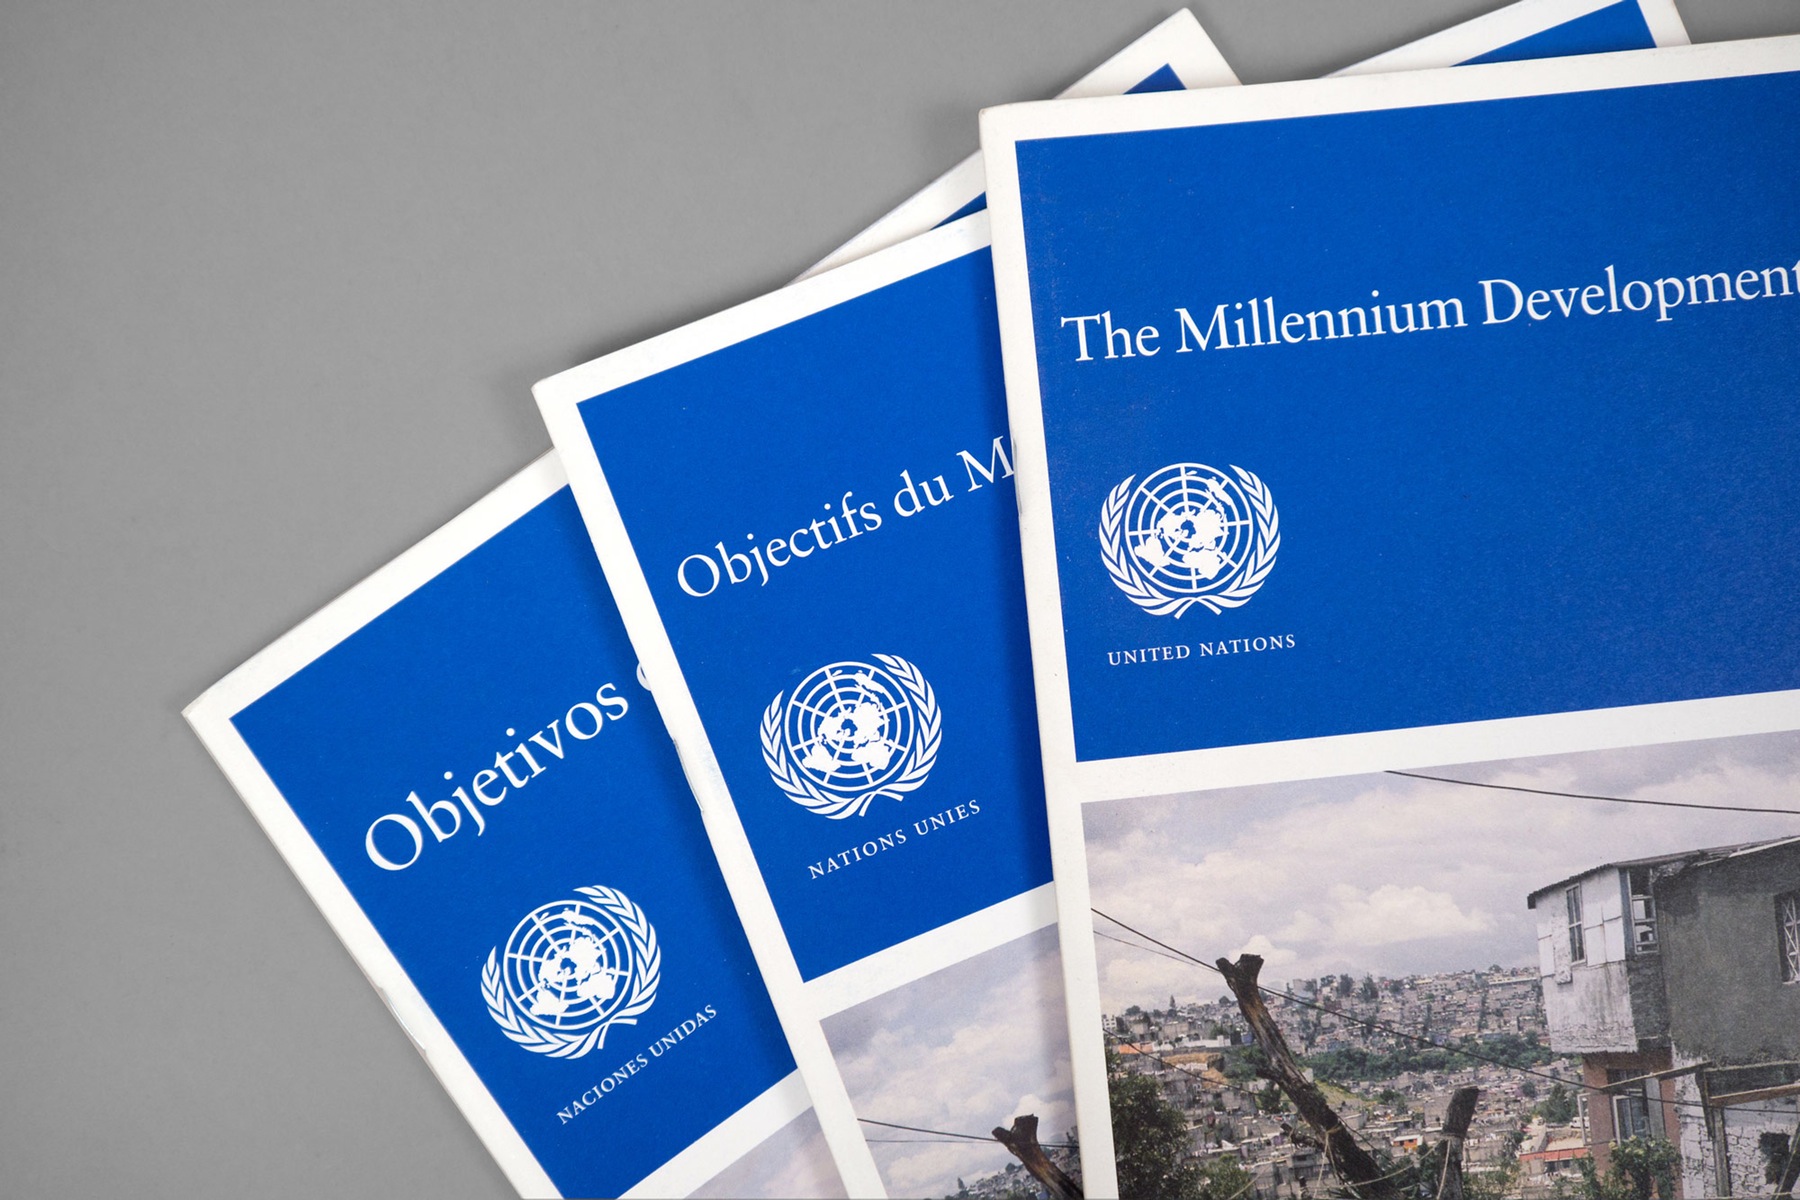 The Millennium Development
UNITED NATIONS
Objectifs du M
NATIONS UNIES
Objetivos
NACIONES UNIDAS